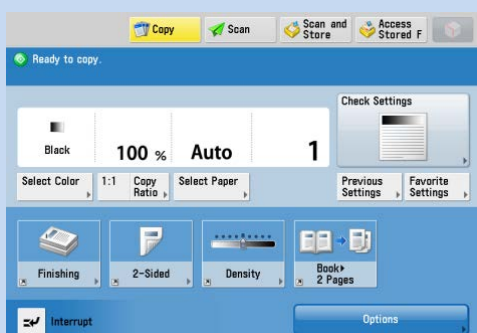 Copy
Scan
Scan and
Store
Access
Stored F
Ready to copy.
Check Settings
Black
100 %
Auto
1
Select Color
1:1
Copy
Ratio
Select Paper
Previous
Settings
Favorite
Settings
Finishing
2-Sided
Density
Book▶
2 Pages
Interrupt
Options